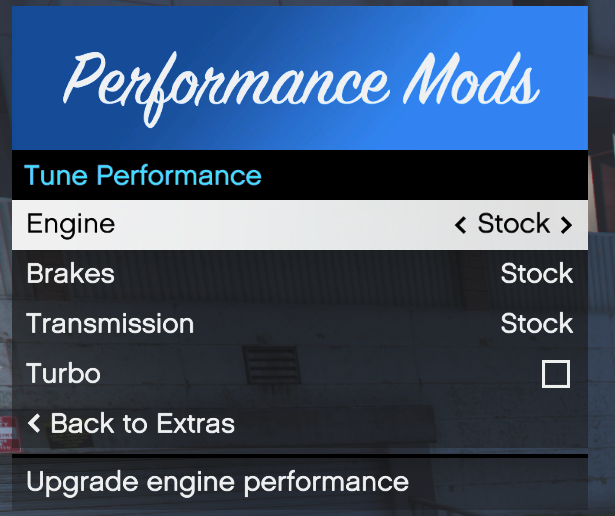 Performance Mods
Tune Performance
Engine < Stock >
Brakes Stock
Transmission Stock
Turbo
< Back to Extras
Upgrade engine performance